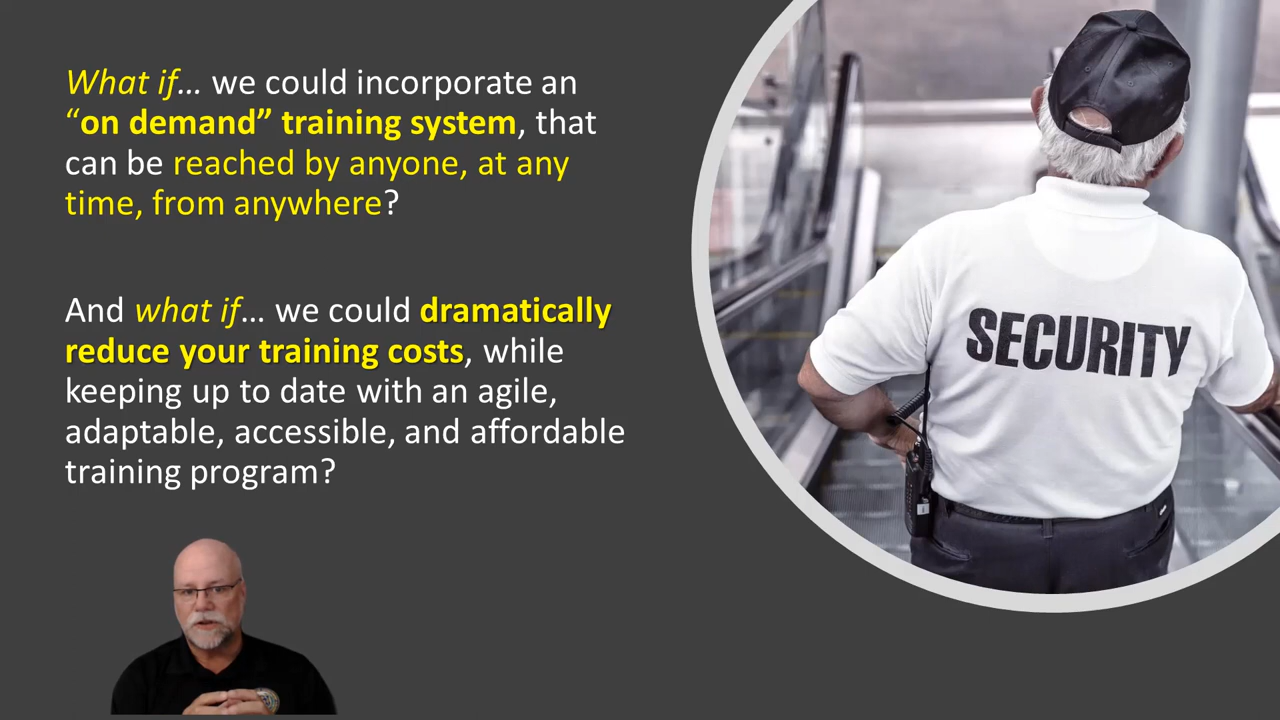 What if… we could incorporate an
“on demand” training system, that
can be reached by anyone, at any
time, from anywhere?
And what if… we could dramatically
reduce your training costs, while
keeping up to date with an agile,
adaptable, accessible, and affordable
training program?
SECURITY